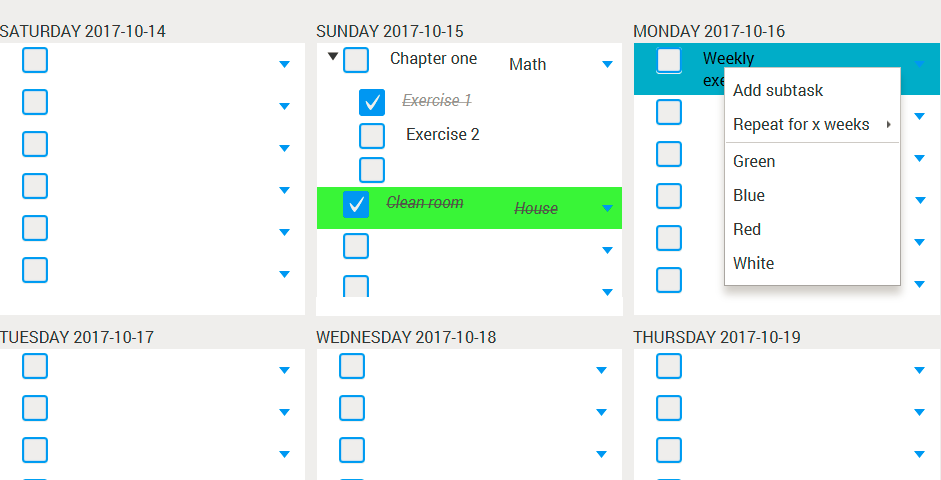 SATURDAY 2017-10-14
SUNDAY 2017-10-15
MONDAY 2017-10-16
Chapter one
Math
Exercise 1
Exercise 2
Clean room
House
Weekly
Add subtask
Repeat for x weeks
Green
Blue
Red
White
TUESDAY 2017-10-17
WEDNESDAY 2017-10-18
THURSDAY 2017-10-19